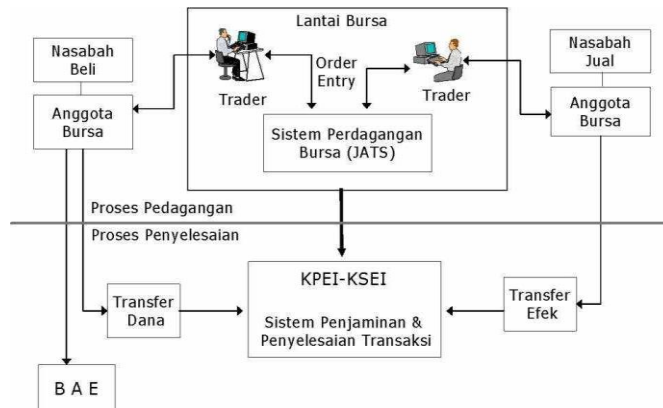 Lantai Bursa
Nasabah
Beli
Anggota
Bursa
Trader
Order
Entry
Trader
Nasabah
Jual
Anggota
Bursa
Sistem Perdagangan
Bursa (JATS)
Proses Pedagangan
Proses Penyelesaian
Transfer
Dana
KPEI-KSEI
Sistem Penjaminan &
Penyelesaian Transaksi
Transfer
Efek
B A E